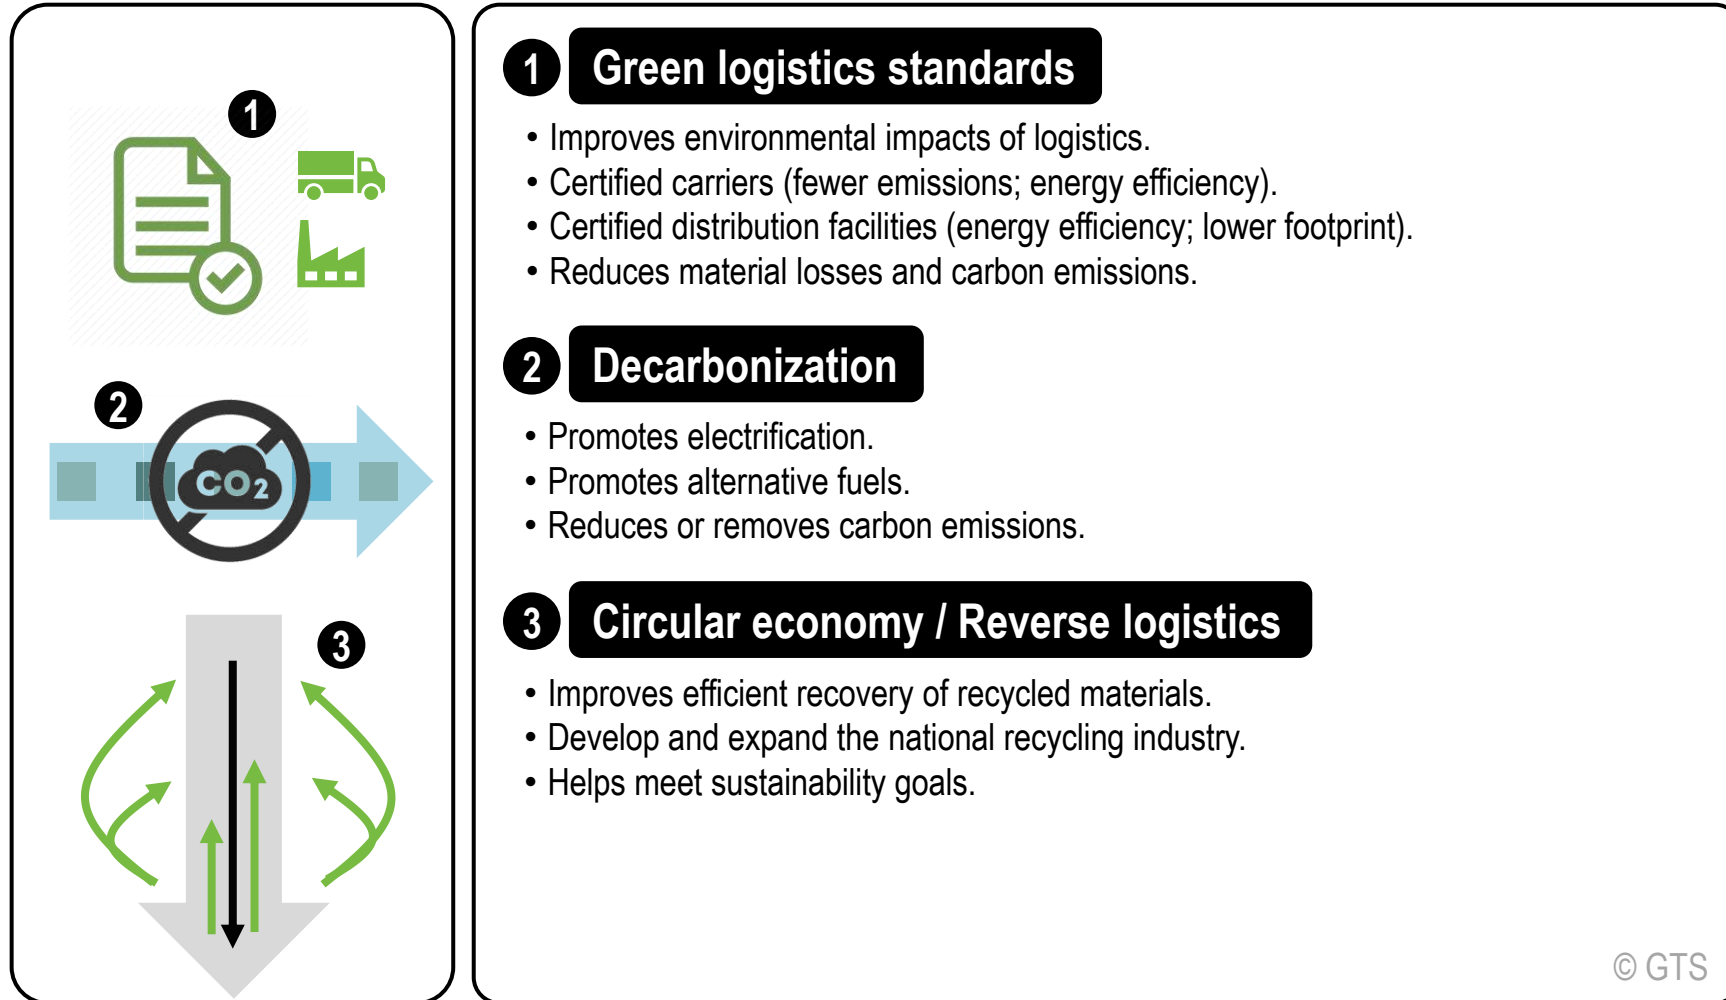 1
2
CO2
3
1 Green logistics standards
• Improves environmental impacts of logistics.
• Certified carriers (fewer emissions; energy efficiency).
• Certified distribution facilities (energy efficiency; lower footprint).
• Reduces material losses and carbon emissions.
2 Decarbonization
• Promotes electrification.
• Promotes alternative fuels.
• Reduces or removes carbon emissions.
3 Circular economy / Reverse logistics
• Improves efficient recovery of recycled materials.
• Develop and expand the national recycling industry.
• Helps meet sustainability goals.
© GTS